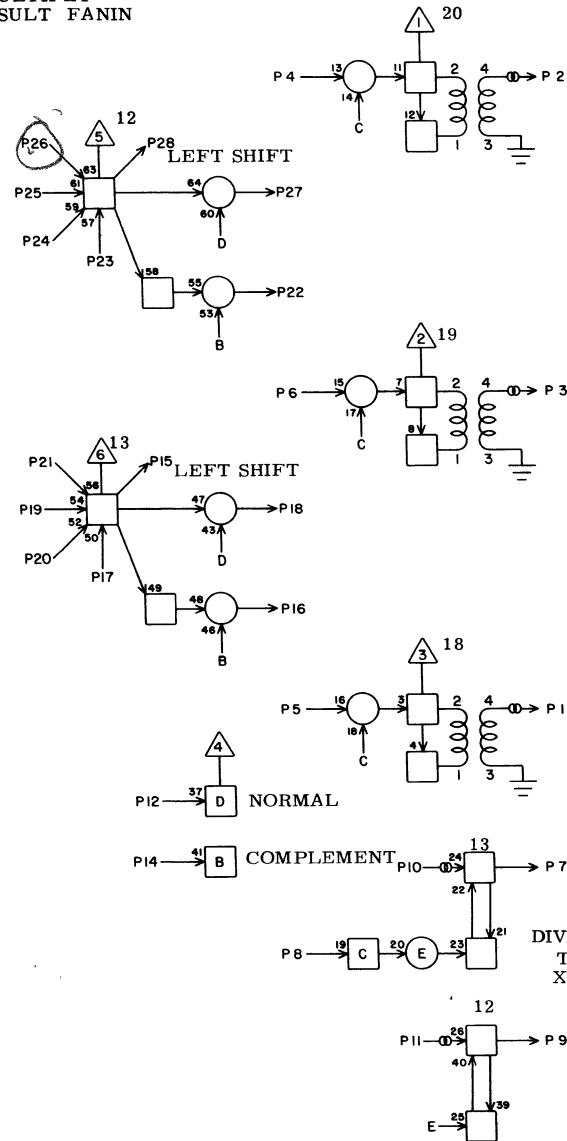 SULT FANIN
1 20
P4 13 11 2 4 P2
14 12
C 1 3
5 12
P26 P28
LEFT SHIFT
63
P25 61 64 P27
59 60
57
P24 D
P23
58 55 P22
53
B
2 19
P6 15 7 2 4 P3
17 8
C 1 3
6 13
P21 P15
LEFT SHIFT
56
P19 54 47 P18
52 43
50
P20 D
P17
49 48 P16
46
B
3 18
P5 16 3 2 4 P1
18 4
C 1 3
4
P12 37 D NORMAL
P14 41 B COMPLEMENT
13
P10 24 P7
22
21
P8 19 C 20 E 23
DIV
T
X
12
P11 26 P9
40
39
E 25